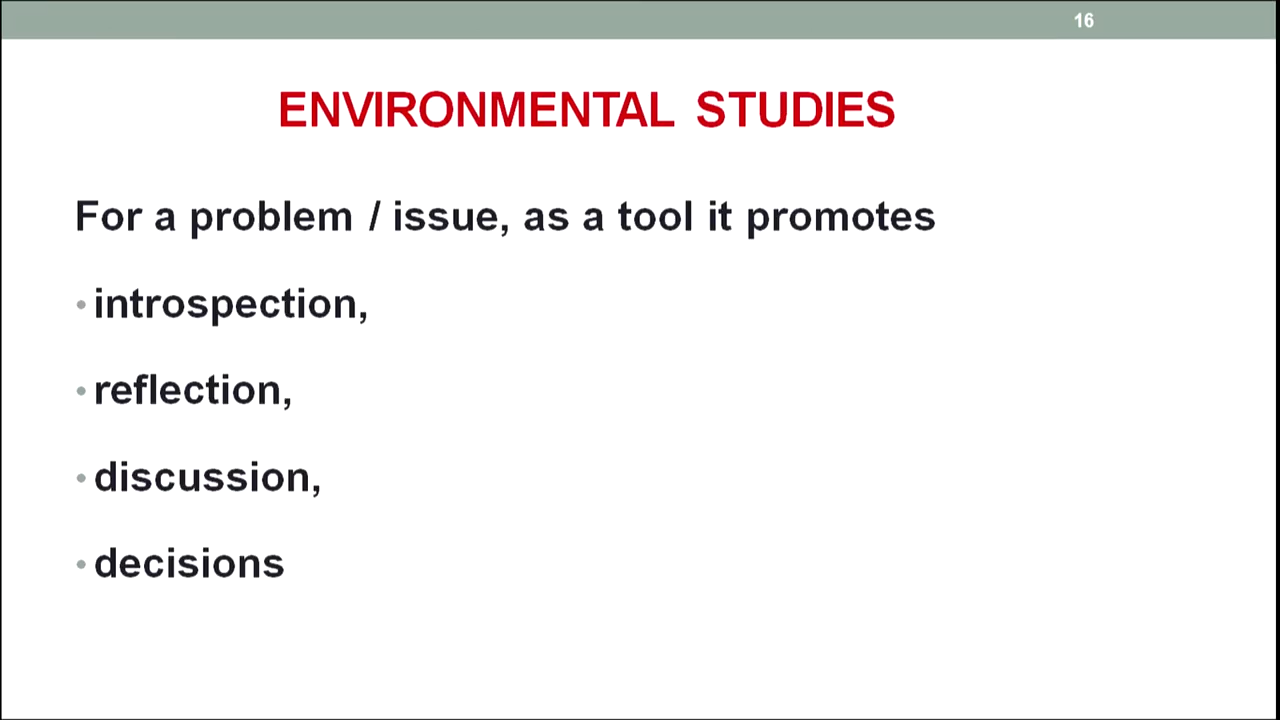 16
ENVIRONMENTAL STUDIES
For a problem / issue, as a tool it promotes
• introspection,
• reflection,
• discussion,
• decisions